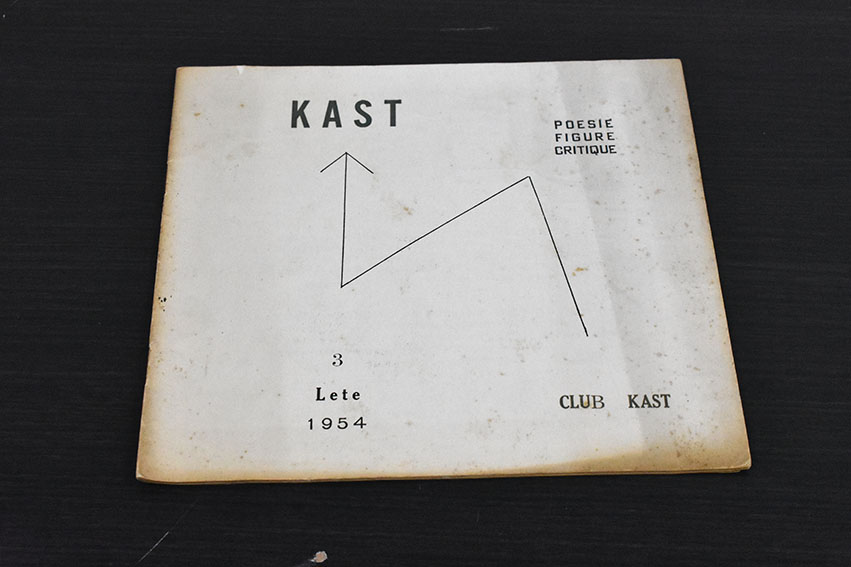 KAST
POESIE
FIGURE
CRITIQUE
3
Lete
1954
CLUB KAST